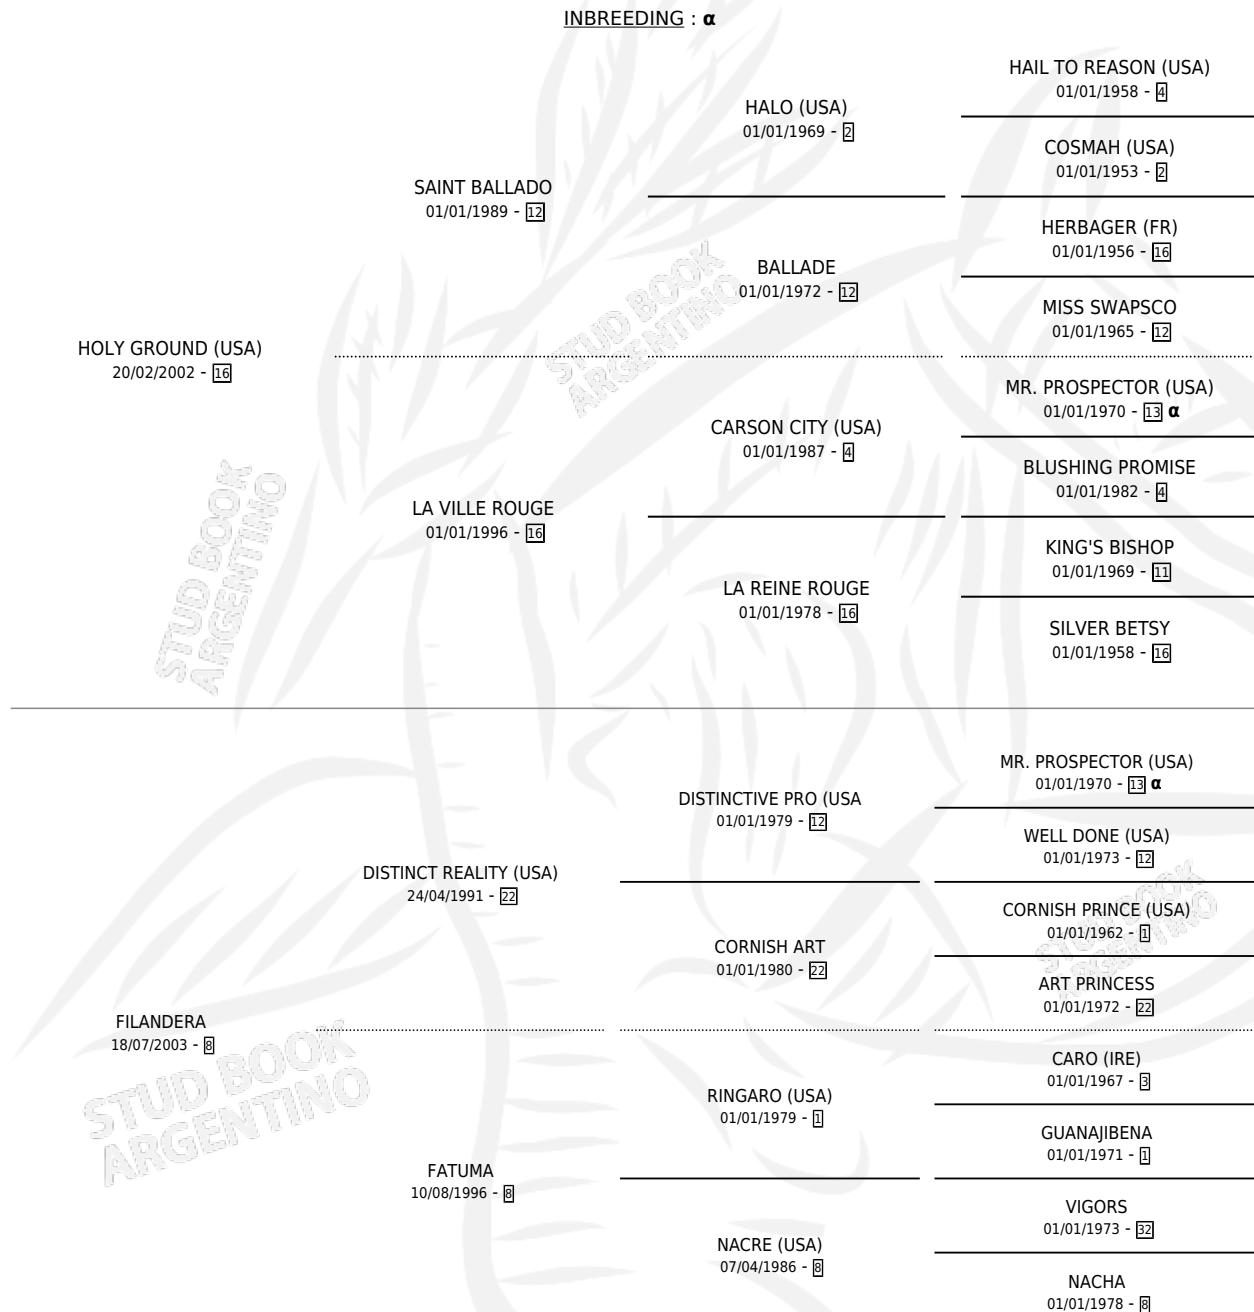 INBREEDING : α
HAIL TO REASON (USA)
01/01/1958 - 4
HALO (USA)
01/01/1969 - 2
COSMAH (USA)
01/01/1953 - 2
SAINT BALLADO
01/01/1989 - 12
HERBAGER (FR)
01/01/1956 - 16
BALLADE
01/01/1972 - 12
MISS SWAPSCO
01/01/1965 - 12
HOLY GROUND (USA)
20/02/2002 - 16
MR. PROSPECTOR (USA)
01/01/1970 - 13 α
CARSON CITY (USA)
01/01/1987 - 4
BLUSHING PROMISE
01/01/1982 - 4
LA VILLE ROUGE
01/01/1996 - 16
KING'S BISHOP
01/01/1969 - 11
LA REINE ROUGE
01/01/1978 - 16
SILVER BETSY
01/01/1958 - 16
MR. PROSPECTOR (USA)
01/01/1970 - 13 α
DISTINCTIVE PRO (USA
01/01/1979 - 12
WELL DONE (USA)
01/01/1973 - 12
DISTINCT REALITY (USA)
24/04/1991 - 22
CORNISH PRINCE (USA)
01/01/1962 - 1
CORNISH ART
01/01/1980 - 22
ART PRINCESS
01/01/1972 - 22
FILANDERA
18/07/2003 - 8
CARO (IRE)
01/01/1967 - 3
RINGARO (USA)
01/01/1979 - 1
GUANAJIBENA
01/01/1971 - 1
FATUMA
10/08/1996 - 8
VIGORS
01/01/1973 - 32
NACRE (USA)
07/04/1986 - 8
NACHA
01/01/1978 - 8
STUD BOOK
ARGENTINO
STUD BOOK
ARGENTINO
STUD BOOK
ARGENTINO
STUD BOOK
ARGENTINO